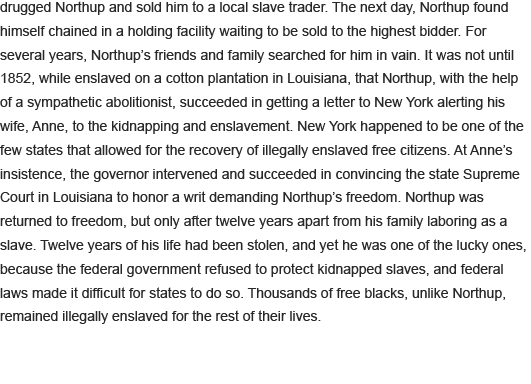 drugged Northup and sold him to a local slave trader. The next day, Northup found
himself chained in a holding facility waiting to be sold to the highest bidder. For
several years, Northup’s friends and family searched for him in vain. It was not until
1852, while enslaved on a cotton plantation in Louisiana, that Northup, with the help
of a sympathetic abolitionist, succeeded in getting a letter to New York alerting his
wife, Anne, to the kidnapping and enslavement. New York happened to be one of the
few states that allowed for the recovery of illegally enslaved free citizens. At Anne’s
insistence, the governor intervened and succeeded in convincing the state Supreme
Court in Louisiana to honor a writ demanding Northup’s freedom. Northup was
returned to freedom, but only after twelve years apart from his family laboring as a
slave. Twelve years of his life had been stolen, and yet he was one of the lucky ones,
because the federal government refused to protect kidnapped slaves, and federal
laws made it difficult for states to do so. Thousands of free blacks, unlike Northup,
remained illegally enslaved for the rest of their lives.